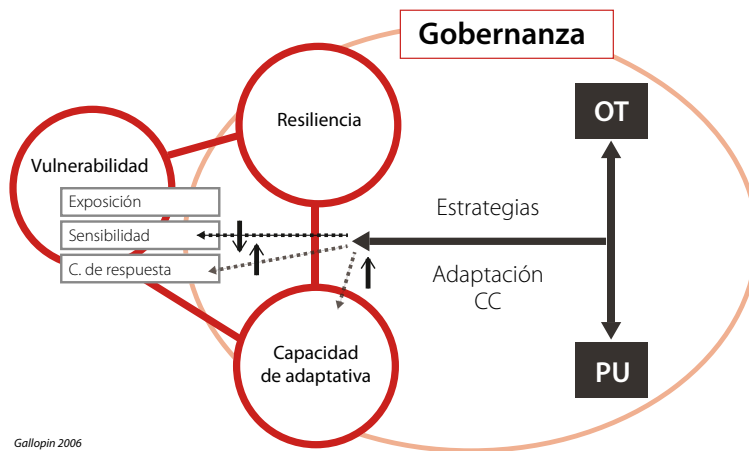 Gobernanza
Resiliencia
OT
Vulnerabilidad
Exposición
Sensibilidad
C. de respuesta
Estrategias
Adaptación
CC
Capacidad
de adaptativa
PU
Gallopin 2006